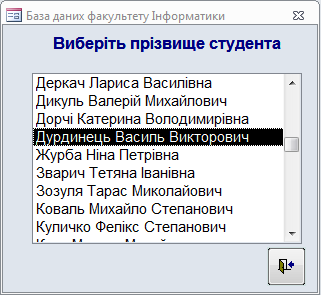 База даних факультету Інформатики
Виберіть прізвище студента
Деркач Лариса Василівна
Дикуль Валерій Михайлович
Дорчі Катерина Володимирівна
Дурдинець Василь Викторович
Журба Ніна Петрівна
Зварич Тетяна Іванівна
Зозуля Тарас Миколайович
Коваль Михайло Степанович
Куличко Фелікс Степанович